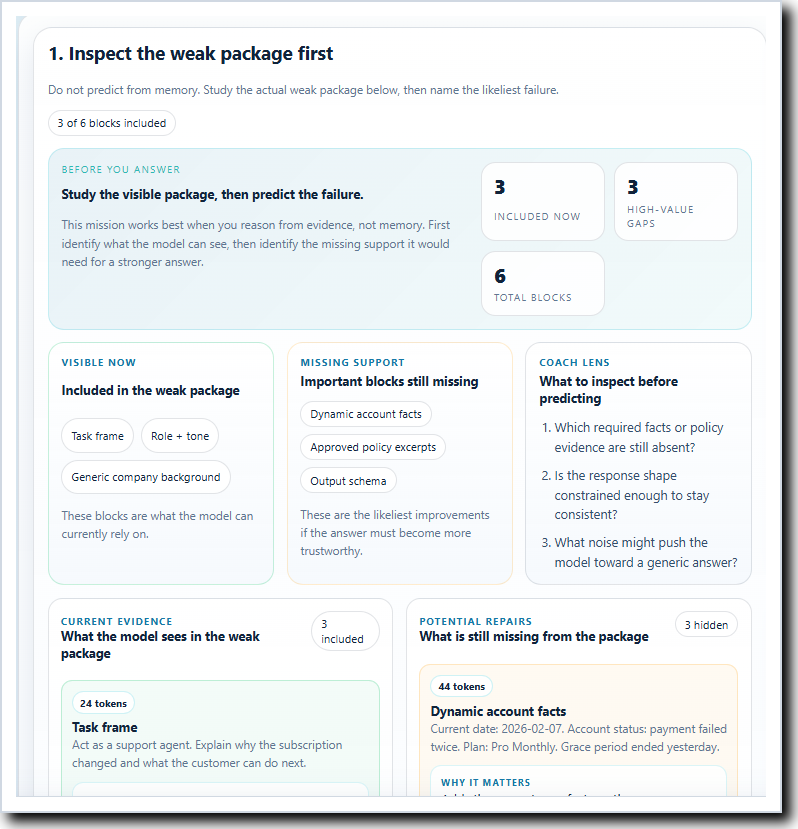 1. Inspect the weak package first
Do not predict from memory. Study the actual weak package below, then name the likeliest failure.
3 of 6 blocks included
BEFORE YOU ANSWER
Study the visible package, then predict the failure.
This mission works best when you reason from evidence, not memory. First
identify what the model can see, then identify the missing support it would
need for a stronger answer.
3
INCLUDED NOW
3
HIGH-VALUE
GAPS
6
TOTAL BLOCKS
VISIBLE NOW
Included in the weak package
Task frame
Role + tone
Generic company background
These blocks are what the model can
currently rely on.
MISSING SUPPORT
Important blocks still missing
Dynamic account facts
Approved policy excerpts
Output schema
These are the likeliest improvements
if the answer must become more
trustworthy.
COACH LENS
What to inspect before
predicting
1. Which required facts or policy
evidence are still absent?
2. Is the response shape
constrained enough to stay
consistent?
3. What noise might push the
model toward a generic answer?
CURRENT EVIDENCE
What the model sees in the weak
package
3
included
24 tokens
Task frame
Act as a support agent. Explain why the subscription
changed and what the customer can do next.
POTENTIAL REPAIRS
What is still missing from the package
3 hidden
44 tokens
Dynamic account facts
Current date: 2026-02-07. Account status: payment failed
twice. Plan: Pro Monthly. Grace period ended yesterday.
WHY IT MATTERS